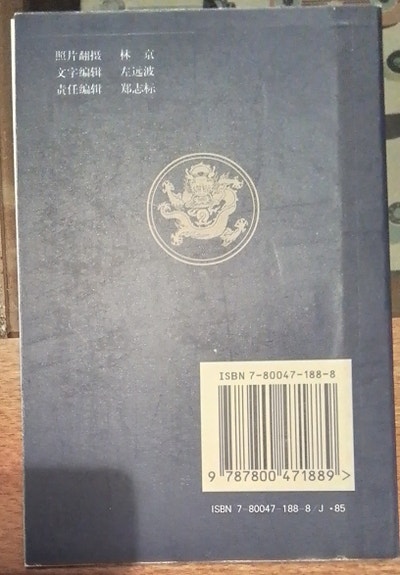 照片翻摄 林 京
文字编辑 左远波
责任编辑 郑志标
ISBN 7-80047-188-8
9 787800 471889 >
ISBN 7-80047-188-8/J·85